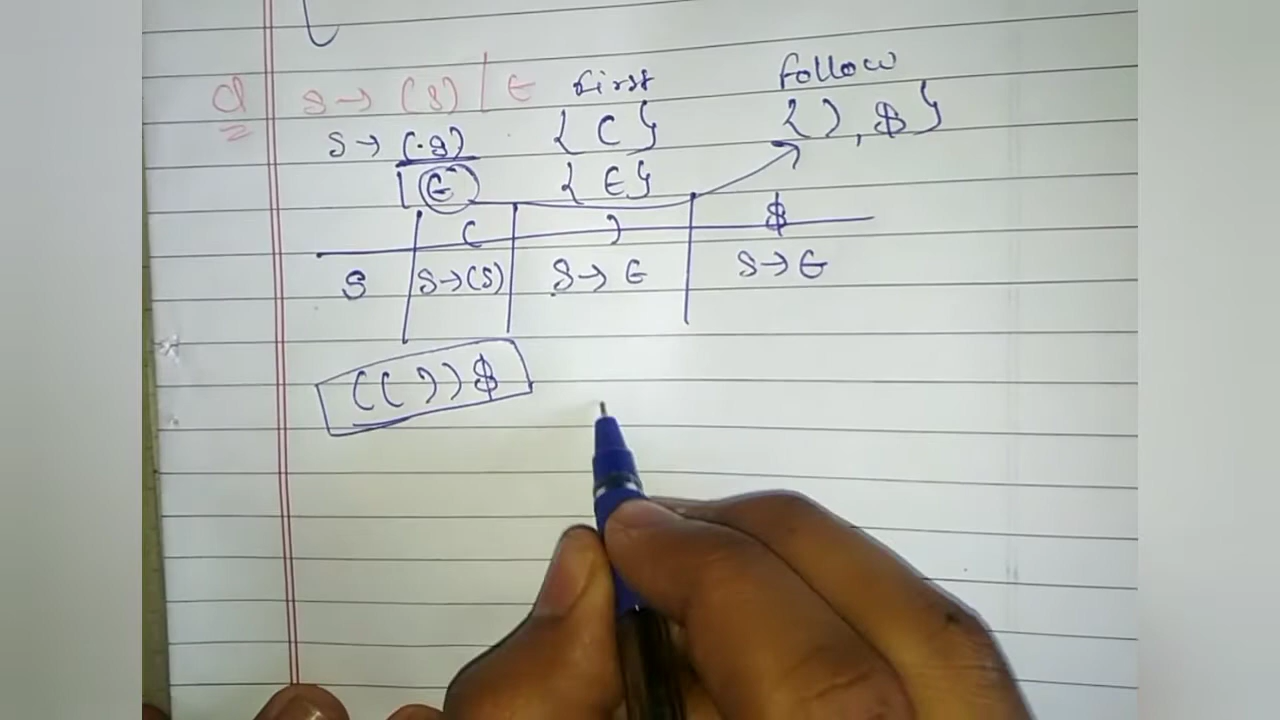 Q S → (S) | ϵ first follow
S → (·S) { ( } { ) , $ }
| ϵ { ϵ }
( ) $
S S→(S) S→ϵ S→ϵ
(())$